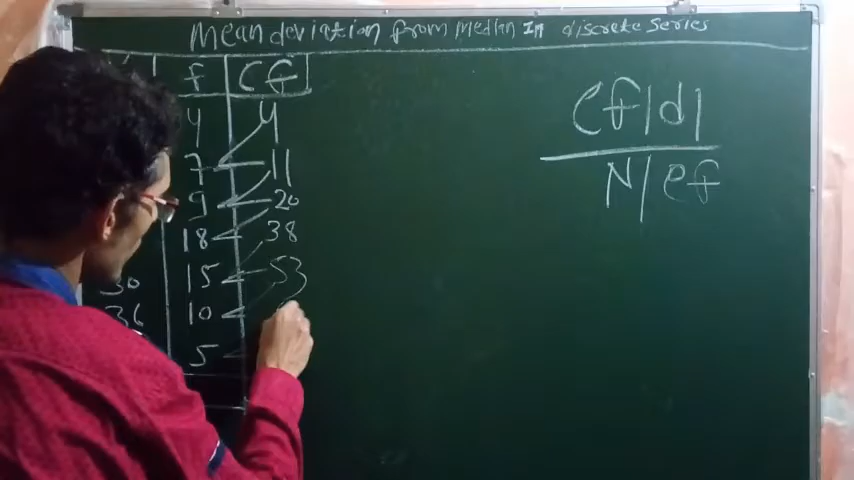 Mean deviation from Median In discrete Series
f Cf
4 4
7 11
9 20
18 38
30 15 53
36 10
5
Ef|d|
N/Ef